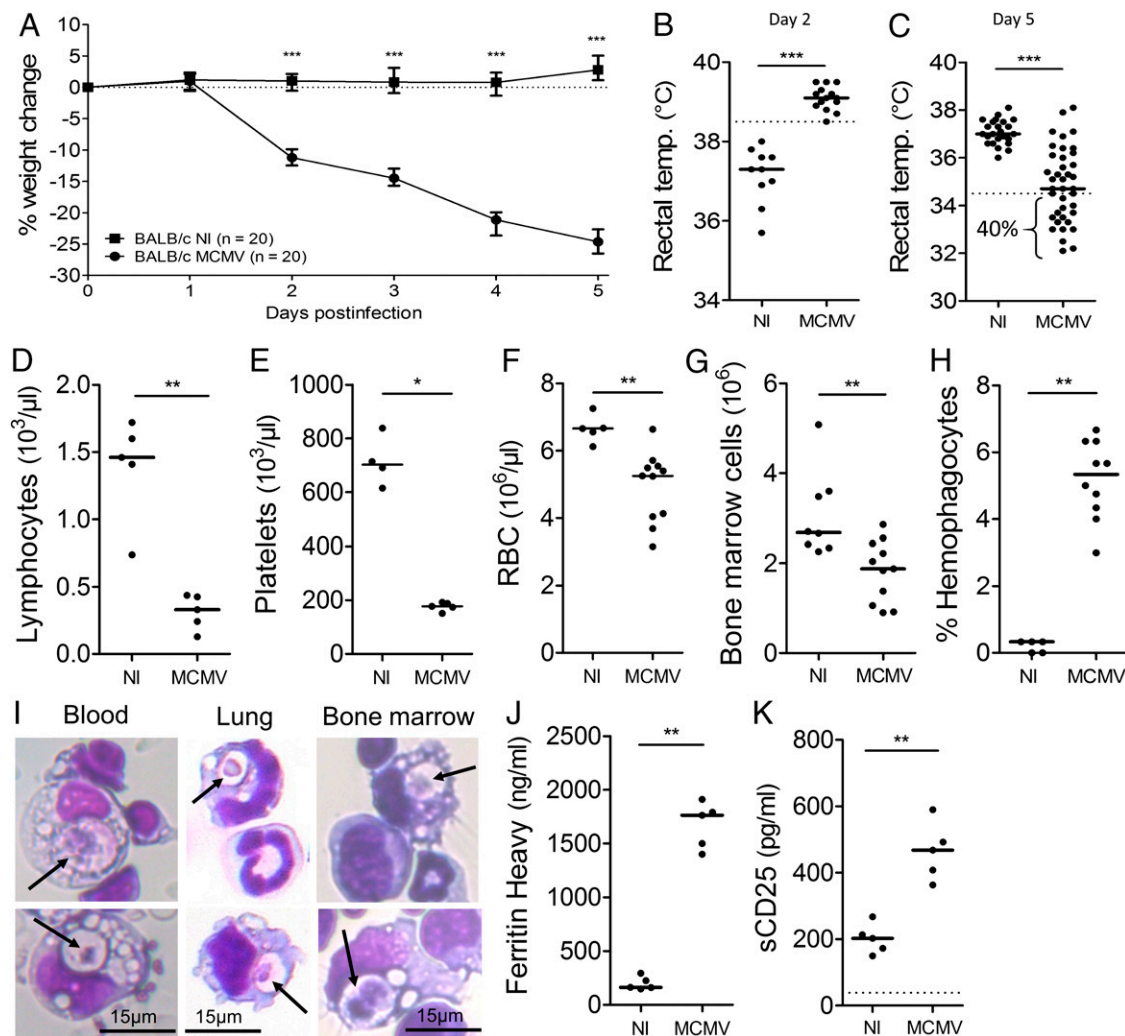 A
% weight change
10
5
0
-5
-10
-15
-20
-25
-30
*** *** *** ***
BALB/c NI (n = 20)
BALB/c MCMV (n = 20)
0 1 2 3 4 5
Days postinfection
B
Day 2
Rectal temp. (°C)
40
38
36
34
***
NI MCMV
C
Day 5
Rectal temp. (°C)
38
36
34
32
30
***
40%
NI MCMV
D
Lymphocytes (10³/µl)
2.0
1.5
1.0
0.5
0.0
**
NI MCMV
E
Platelets (10³/µl)
1000
800
600
400
200
0
*
NI MCMV
F
RBC (10⁶/µl)
8
6
4
2
0
**
NI MCMV
G
Bone marrow cells (10⁶)
6
4
2
0
**
NI MCMV
H
% Hemophagocytes
8
6
4
2
0
**
NI MCMV
I
Blood Lung Bone marrow
15µm 15µm 15µm
J
Ferritin Heavy (ng/ml)
2500
2000
1500
1000
500
0
**
NI MCMV
K
sCD25 (pg/ml)
800
600
400
200
0
**
NI MCMV